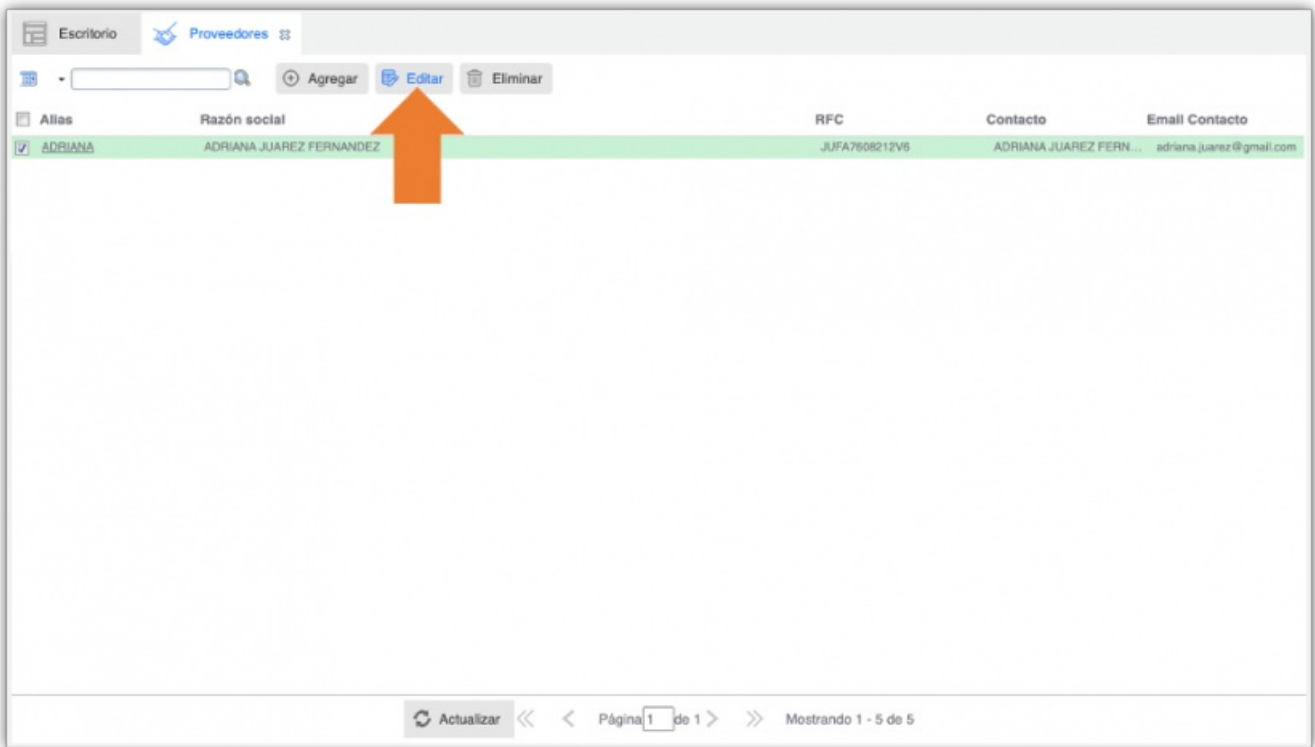 Escritorio Proveedores
Agregar Editar Eliminar
Alias Razón social RFC Contacto Email Contacto
ADRIANA ADRIANA JUAREZ FERNANDEZ JUFA7608212V6 ADRIANA JUAREZ FERN... adriana.juarez@gmail.com
Actualizar Página 1 de 1 Mostrando 1 - 5 de 5